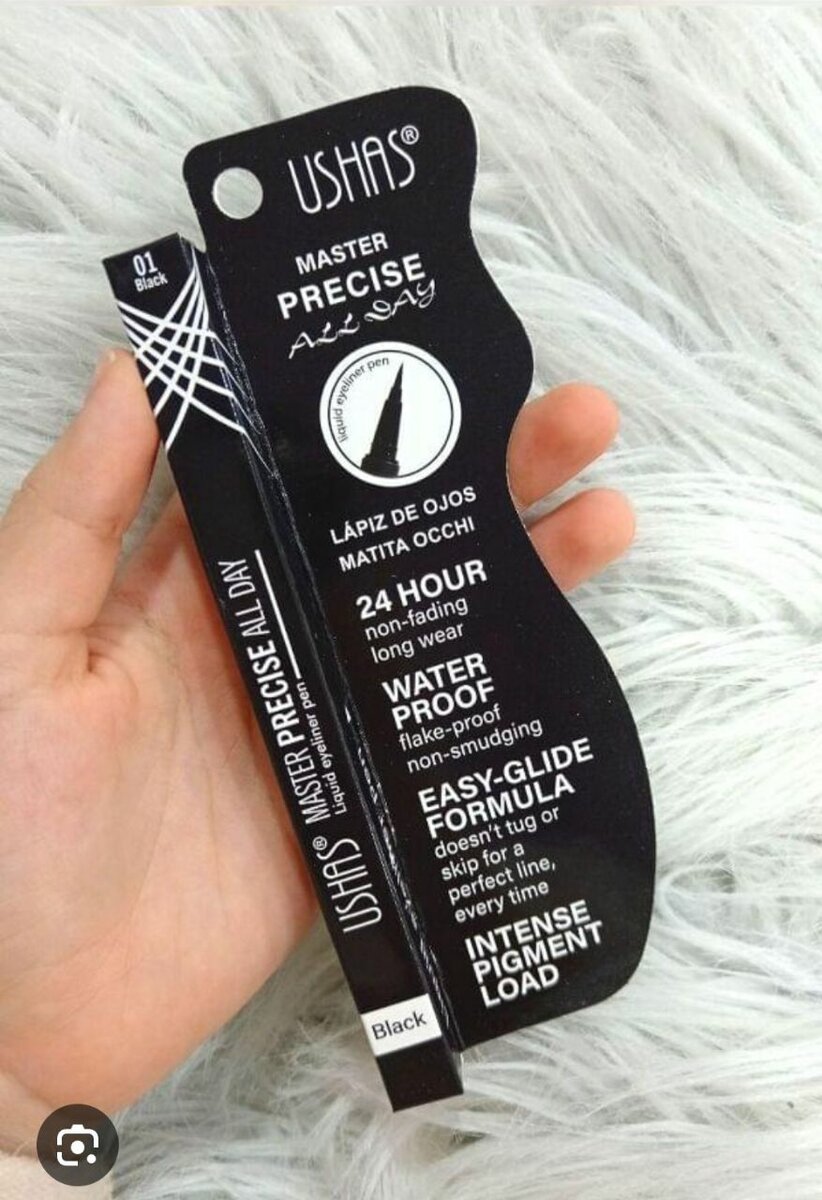 USHAS®
MASTER
PRECISE
ALL DAY
liquid eyeliner pen
LÁPIZ DE OJOS
MATITA OCCHI
24 HOUR
non-fading
long wear
WATER
PROOF
flake-proof
non-smudging
EASY-GLIDE
FORMULA
doesn't tug or
skip for a
perfect line,
every time
INTENSE
PIGMENT
LOAD
01
Black
USHAS® MASTER PRECISE ALL DAY
Liquid eyeliner pen
Black